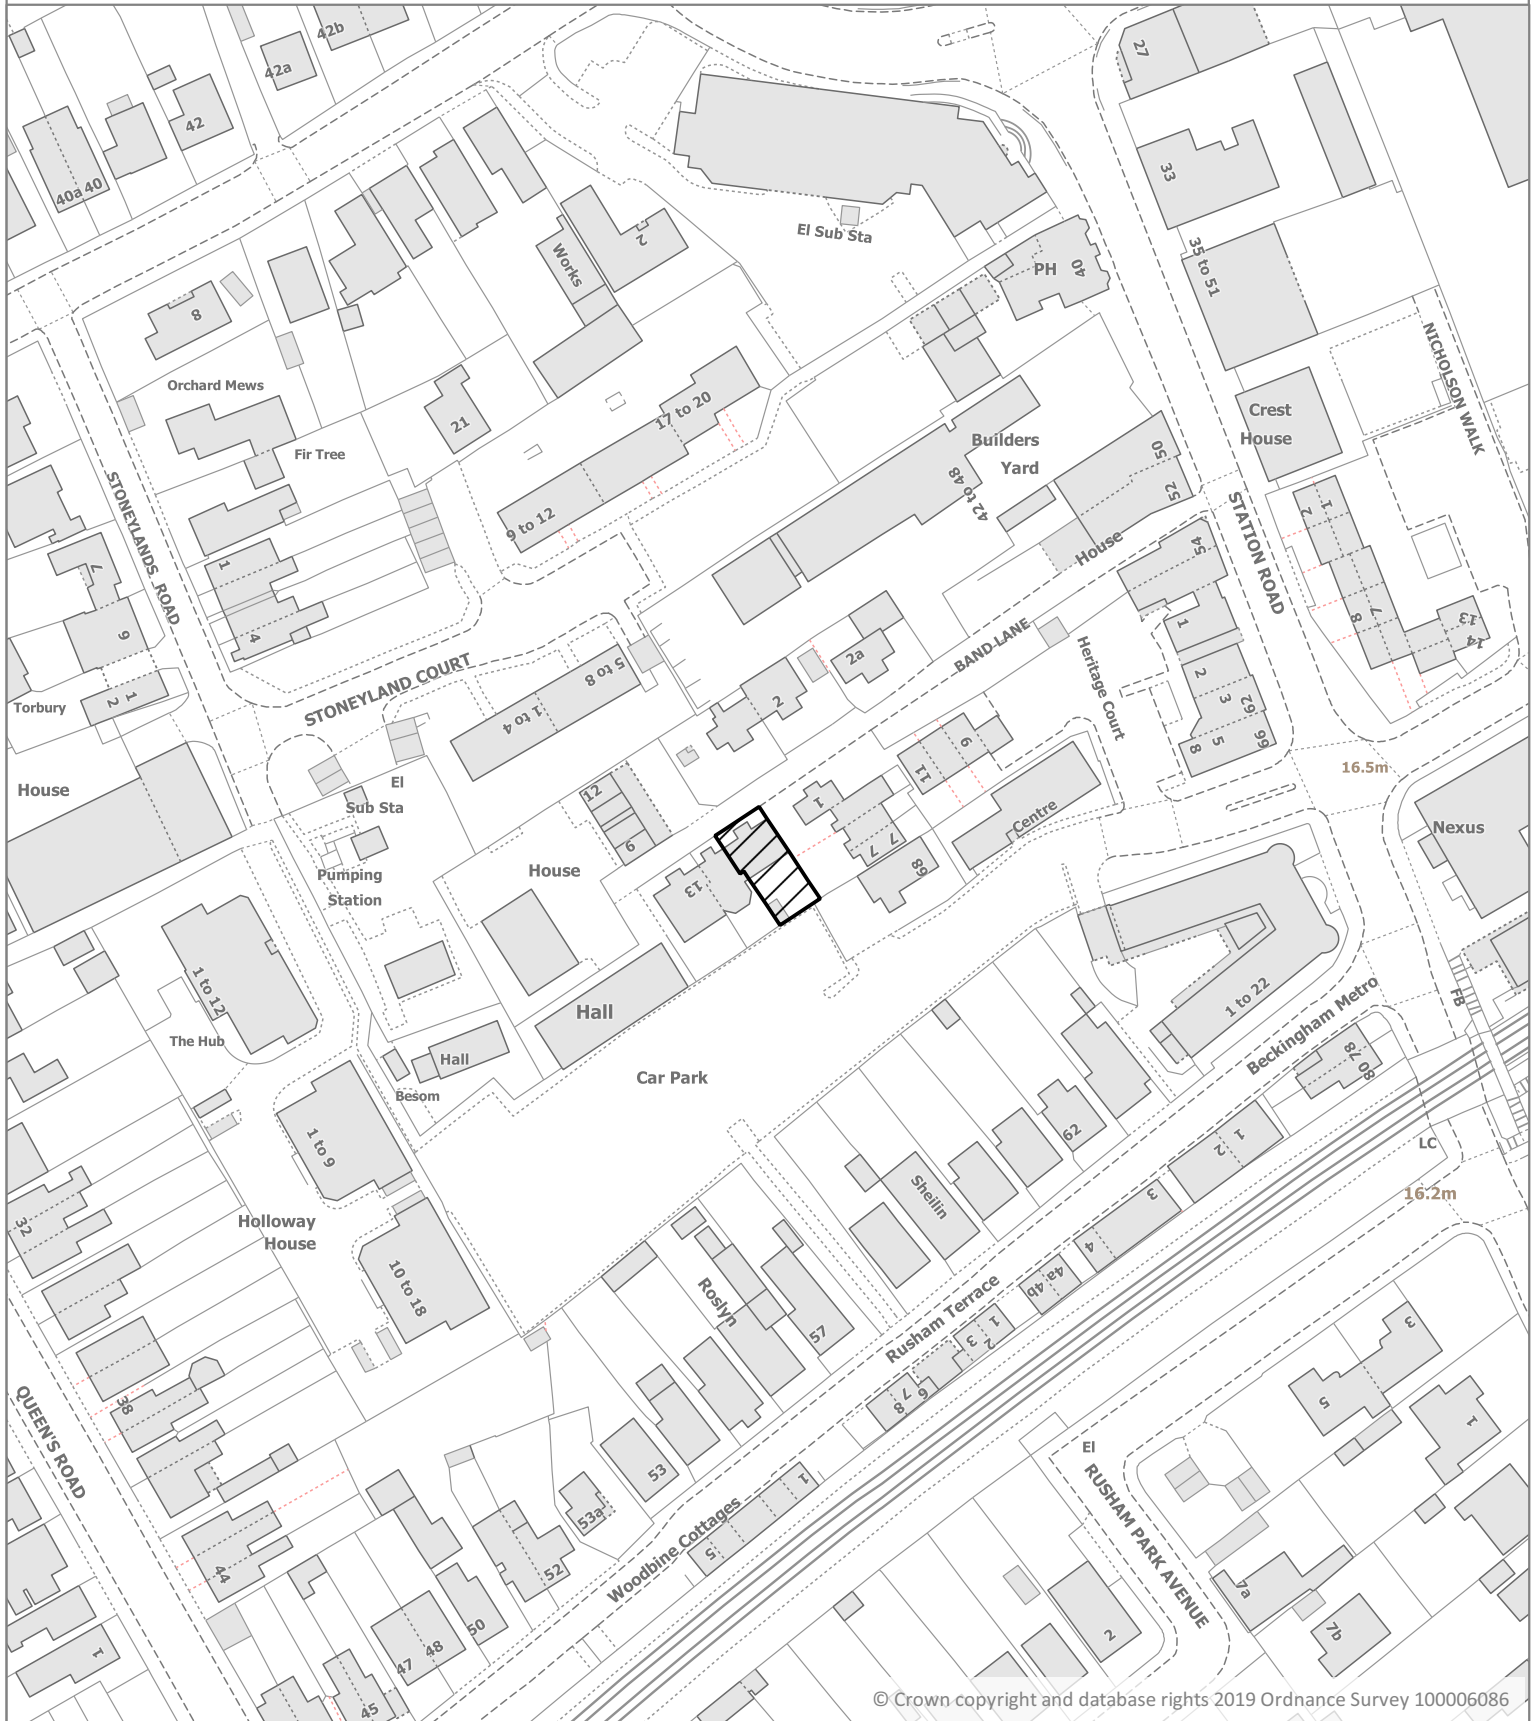 42b
42a
42
40a 40
27
33
2
Works
El Sub Sta
PH
40
35 to 51
8
NICHOLSON WALK
Orchard Mews
21
17 to 20
Crest
House
Fir Tree
Builders
Yard
42 to 48
50
52
9 to 12
House
54
STATION ROAD
1
2
STONEYLANDS ROAD
7
6
1
4
7
8
13
14
BAND LANE
Heritage Court
1
2
3
62
5
8
66
2a
2
STONEYLAND COURT
5 to 8
1 to 4
1
2
Torbury
16.5m
House
El
Sub Sta
12
9
11
9
1
7
7
Centre
Nexus
Pumping
Station
House
13
68
1 to 12
The Hub
Hall
1 to 22
Beckingham Metro
FB
78
80
Hall
Besom
Car Park
62
LC
1 to 9
1
2
3
16.2m
32
Holloway
House
Sheilin
4
4a
4b
10 to 18
Roslyn
57
Rusham Terrace
1
2
3
6
7
8
3
5
1
38
QUEEN'S ROAD
El
RUSHAM PARK AVENUE
53
53a
1
5
Woodbine Cottages
44
52
50
48
47
45
1
7a
7b
2
© Crown copyright and database rights 2019 Ordnance Survey 100006086